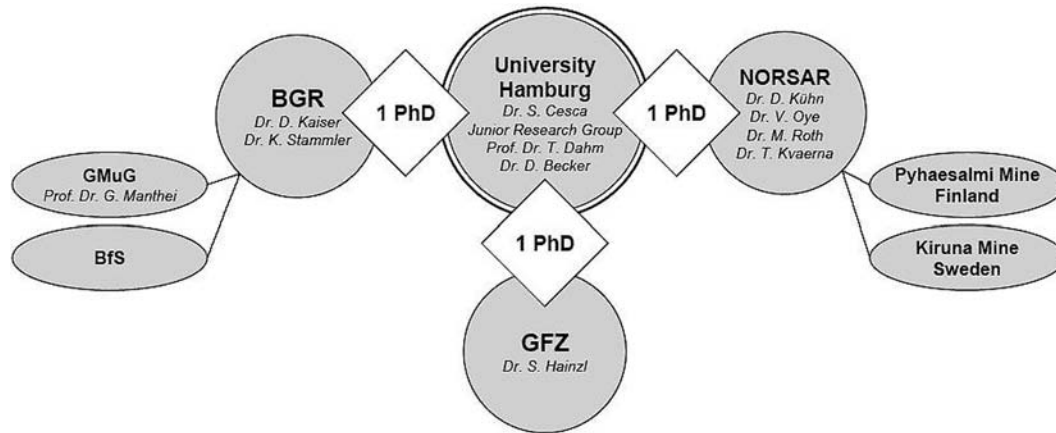 BGR
Dr. D. Kaiser
Dr. K. Stammler
1 PhD
University
Hamburg
Dr. S. Cesca
Junior Research Group
Prof. Dr. T. Dahm
Dr. D. Becker
1 PhD
NORSAR
Dr. D. Kühn
Dr. V. Oye
Dr. M. Roth
Dr. T. Kvaerna
GMuG
Prof. Dr. G. Manthei
BfS
1 PhD
Pyhaesalmi Mine
Finland
Kiruna Mine
Sweden
GFZ
Dr. S. Hainzl